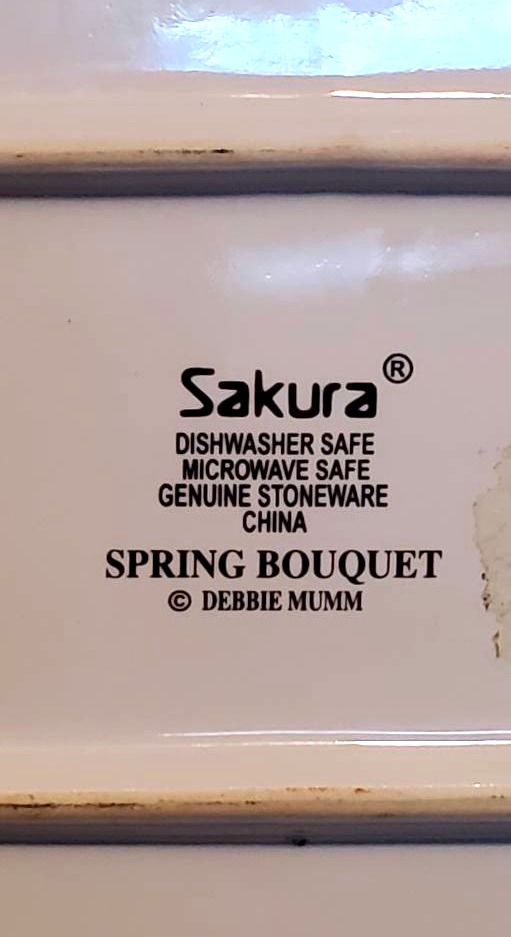 Sakura®
DISHWASHER SAFE
MICROWAVE SAFE
GENUINE STONEWARE
CHINA
SPRING BOUQUET
© DEBBIE MUMM